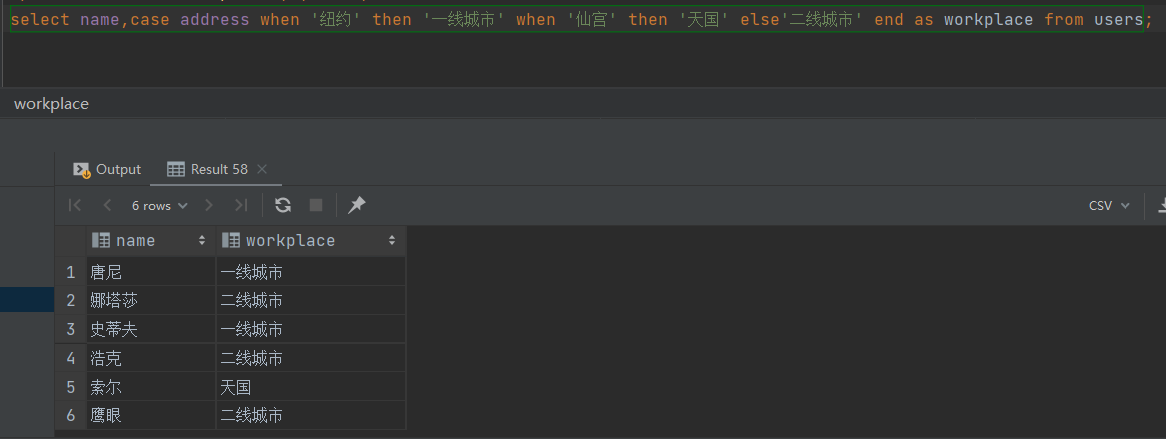 select name,case address when '纽约' then '一线城市' when '仙宫' then '天国' else'二线城市' end as workplace from users;
workplace
Output
Result 58
6 rows
CSV
name workplace
1 唐尼 一线城市
2 娜塔莎 二线城市
3 史蒂夫 一线城市
4 浩克 二线城市
5 索尔 天国
6 鹰眼 二线城市